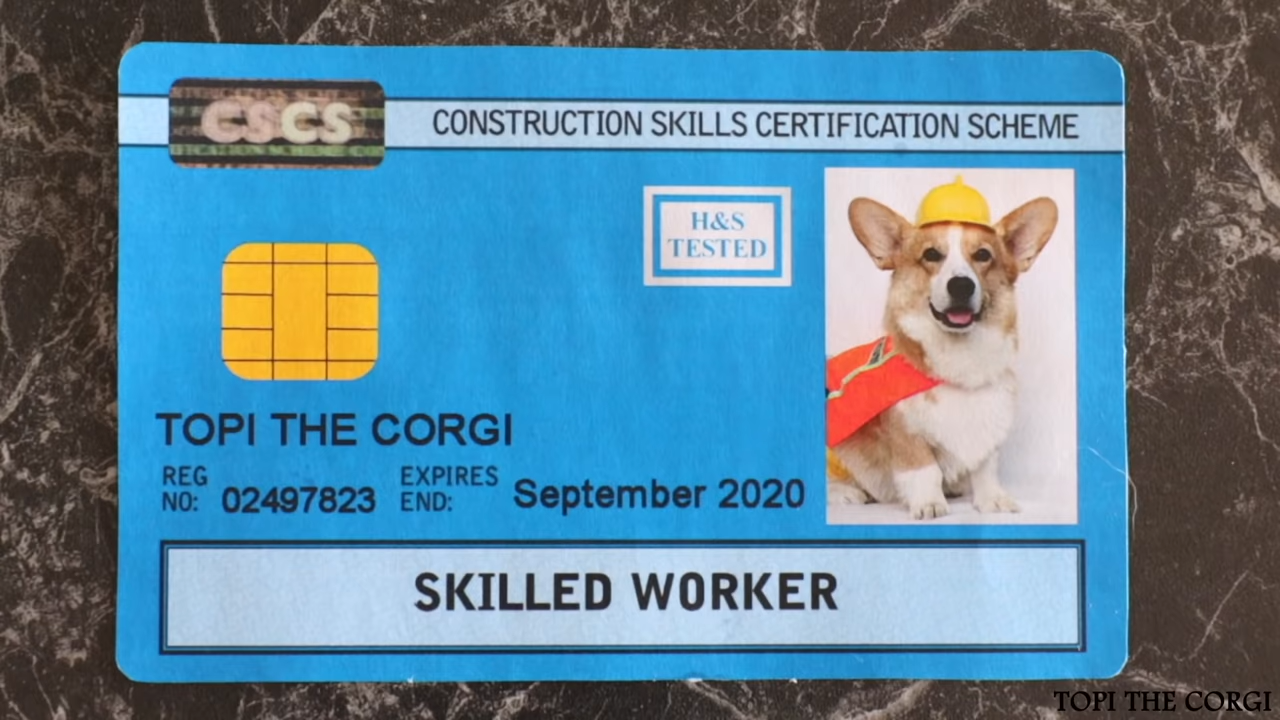 CSCS
CONSTRUCTION SKILLS CERTIFICATION SCHEME
H&S
TESTED
TOPI THE CORGI
REG
NO: 02497823
EXPIRES
END: September 2020
SKILLED WORKER
TOPI THE CORGI